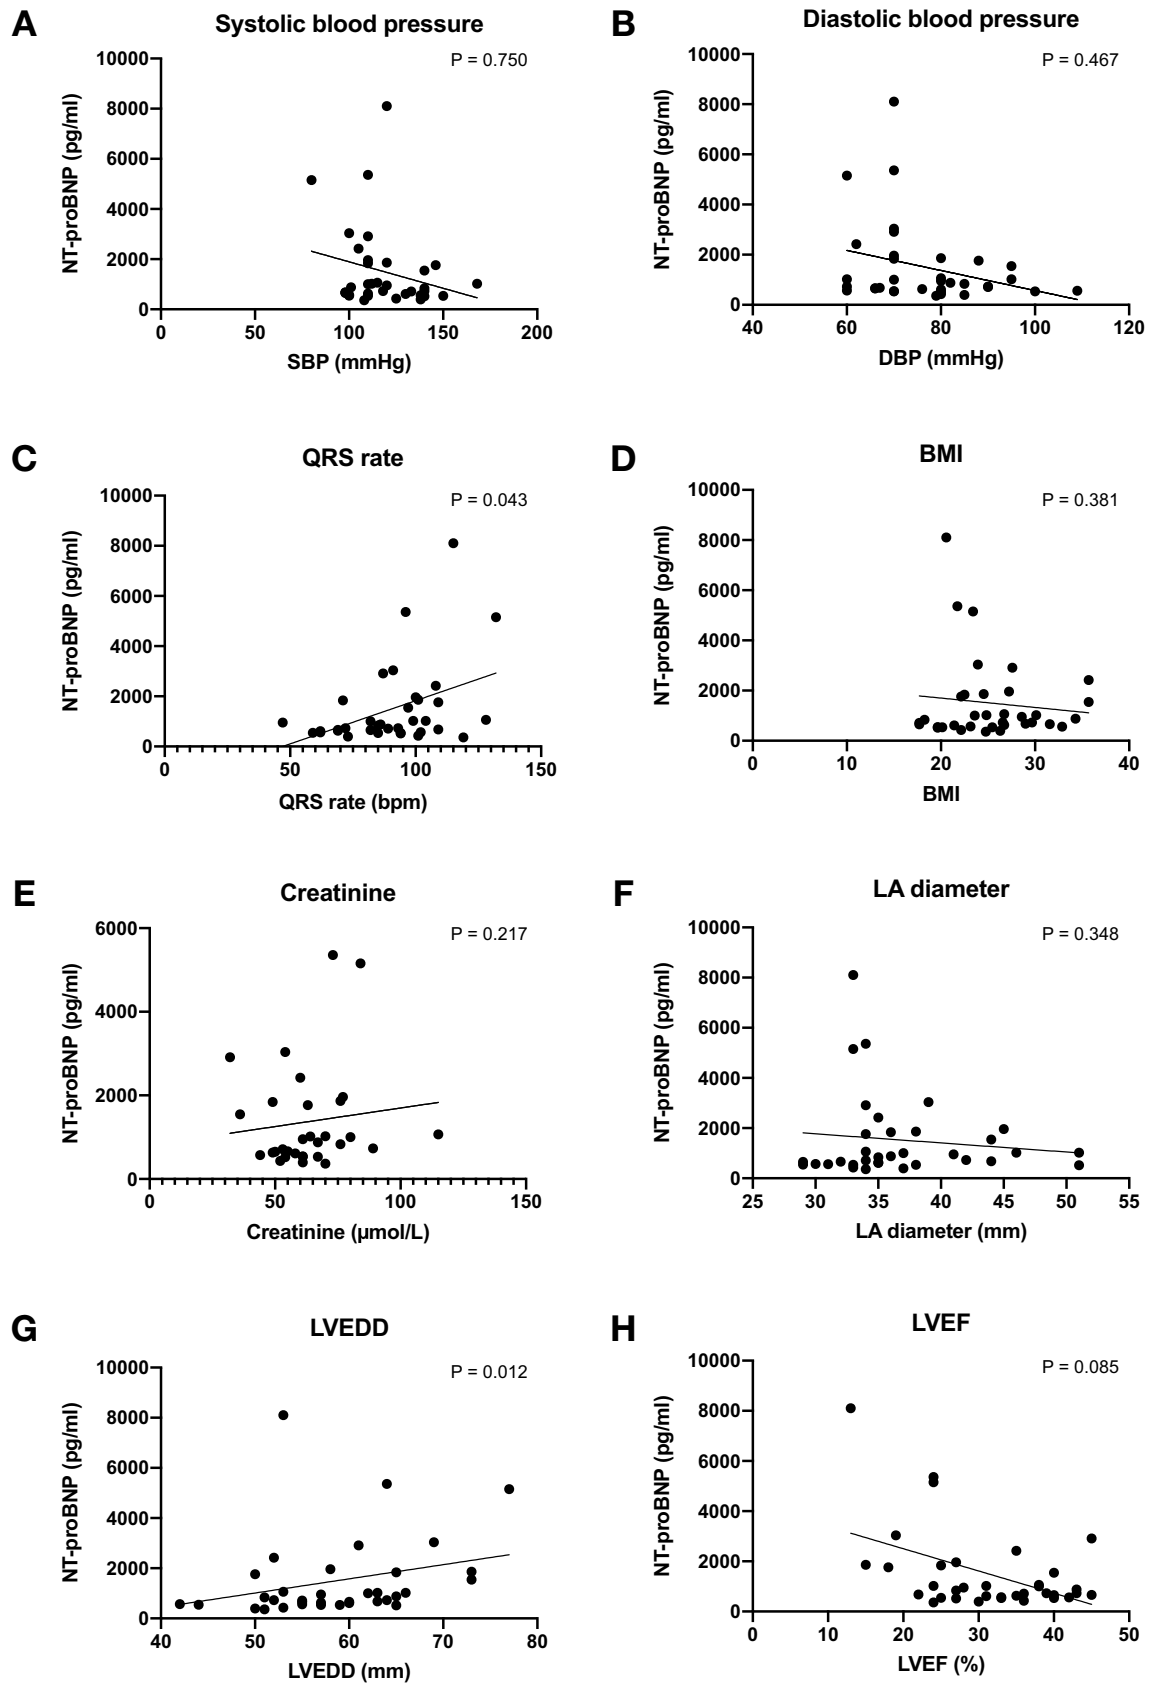 A
Systolic blood pressure
P = 0.750
NT-proBNP (pg/ml)
10000
8000
6000
4000
2000
0
0 50 100 150 200
SBP (mmHg)
B
Diastolic blood pressure
P = 0.467
NT-proBNP (pg/ml)
10000
8000
6000
4000
2000
0
40 60 80 100 120
DBP (mmHg)
C
QRS rate
P = 0.043
NT-proBNP (pg/ml)
10000
8000
6000
4000
2000
0
0 50 100 150
QRS rate (bpm)
D
BMI
P = 0.381
NT-proBNP (pg/ml)
10000
8000
6000
4000
2000
0
0 10 20 30 40
BMI
E
Creatinine
P = 0.217
NT-proBNP (pg/ml)
6000
4000
2000
0
0 50 100 150
Creatinine (µmol/L)
F
LA diameter
P = 0.348
NT-proBNP (pg/ml)
10000
8000
6000
4000
2000
0
25 30 35 40 45 50 55
LA diameter (mm)
G
LVEDD
P = 0.012
NT-proBNP (pg/ml)
10000
8000
6000
4000
2000
0
40 50 60 70 80
LVEDD (mm)
H
LVEF
P = 0.085
NT-proBNP (pg/ml)
10000
8000
6000
4000
2000
0
0 10 20 30 40 50
LVEF (%)